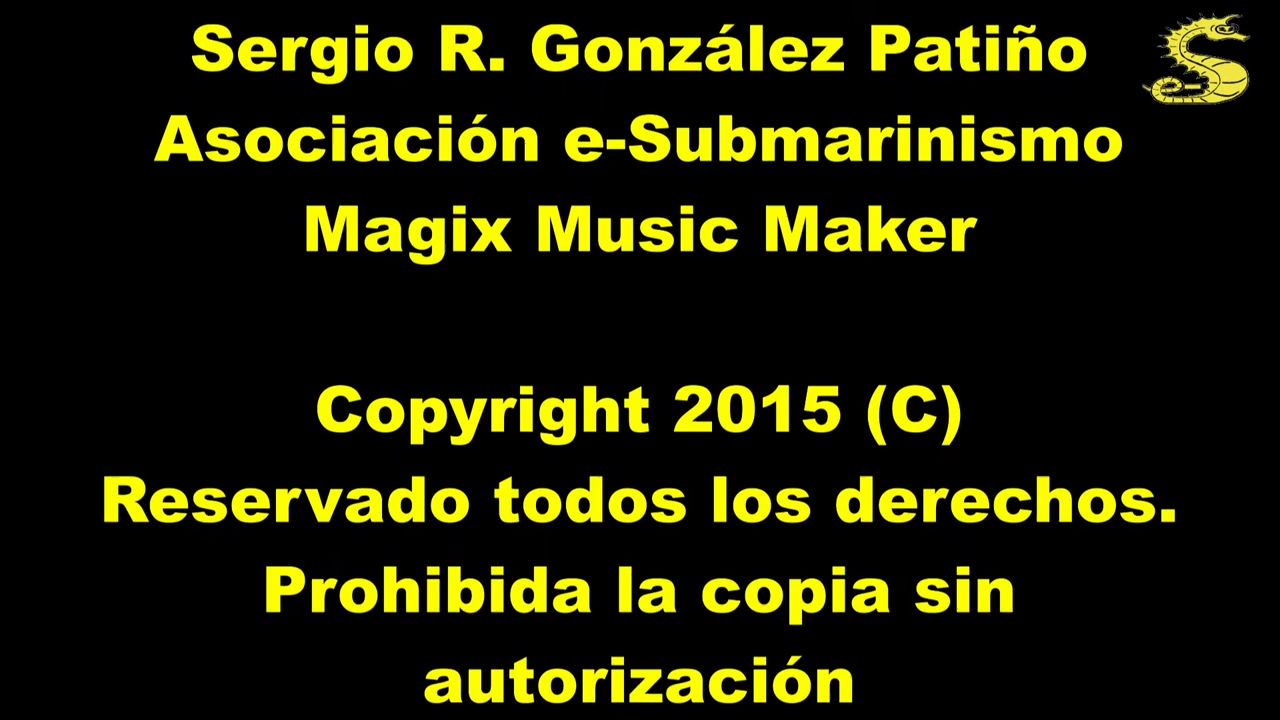 Sergio R. González Patiño
Asociación e-Submarinismo
Magix Music Maker
Copyright 2015 (C)
Reservado todos los derechos.
Prohibida la copia sin
autorización